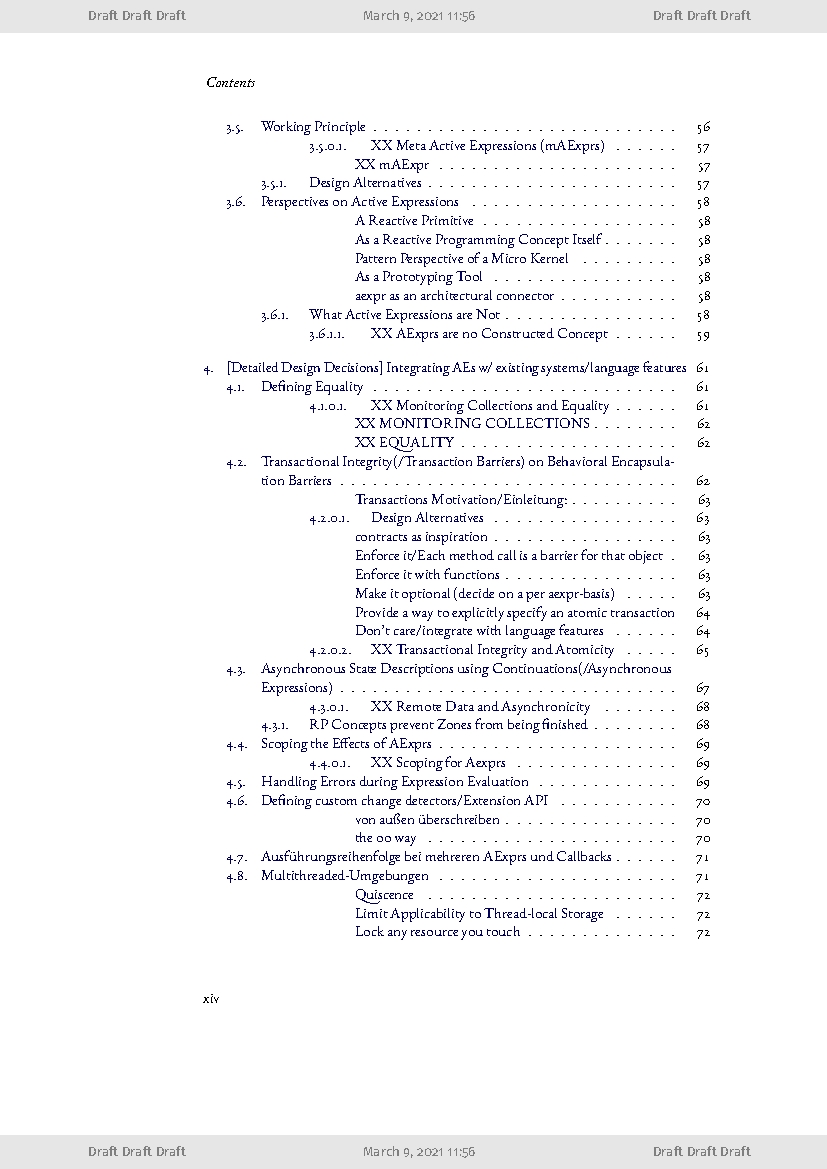 Draft Draft Draft March 9, 2021 11:56 Draft Draft Draft
Contents
3.5. Working Principle . . . . . . . . . . . . . . . . . . . . . . . . . . . . 56
3.5.0.1. XX Meta Active Expressions (mAExprs) . . . . . . 57
XX mAExpr . . . . . . . . . . . . . . . . . . . . . . 57
3.5.1. Design Alternatives . . . . . . . . . . . . . . . . . . . . . . . 57
3.6. Perspectives on Active Expressions . . . . . . . . . . . . . . . . . . . 58
A Reactive Primitive . . . . . . . . . . . . . . . . . . 58
As a Reactive Programming Concept Itself . . . . . . . 58
Pattern Perspective of a Micro Kernel . . . . . . . . . 58
As a Prototyping Tool . . . . . . . . . . . . . . . . . 58
aexpr as an architectural connector . . . . . . . . . . . 58
3.6.1. What Active Expressions are Not . . . . . . . . . . . . . . . . 58
3.6.1.1. XX AExprs are no Constructed Concept . . . . . . 59
4. [Detailed Design Decisions] Integrating AEs w/ existing systems/language features 61
4.1. Defining Equality . . . . . . . . . . . . . . . . . . . . . . . . . . . . 61
4.1.0.1. XX Monitoring Collections and Equality . . . . . . 61
XX MONITORING COLLECTIONS . . . . . . . . 62
XX EQUALITY . . . . . . . . . . . . . . . . . . . . 62
4.2. Transactional Integrity(/Transaction Barriers) on Behavioral Encapsula-
tion Barriers . . . . . . . . . . . . . . . . . . . . . . . . . . . . . . . 62
Transactions Motivation/Einleitung: . . . . . . . . . . 63
4.2.0.1. Design Alternatives . . . . . . . . . . . . . . . . . 63
contracts as inspiration . . . . . . . . . . . . . . . . . 63
Enforce it/Each method call is a barrier for that object . 63
Enforce it with functions . . . . . . . . . . . . . . . . 63
Make it optional (decide on a per aexpr-basis) . . . . . 63
Provide a way to explicitly specify an atomic transaction 64
Don't care/integrate with language features . . . . . . 64
4.2.0.2. XX Transactional Integrity and Atomicity . . . . . 65
4.3. Asynchronous State Descriptions using Continuations(/Asynchronous
Expressions) . . . . . . . . . . . . . . . . . . . . . . . . . . . . . . . 67
4.3.0.1. XX Remote Data and Asynchronicity . . . . . . . 68
4.3.1. RP Concepts prevent Zones from being finished . . . . . . . . 68
4.4. Scoping the Effects of AExprs . . . . . . . . . . . . . . . . . . . . . . 69
4.4.0.1. XX Scoping for Aexprs . . . . . . . . . . . . . . . 69
4.5. Handling Errors during Expression Evaluation . . . . . . . . . . . . . 69
4.6. Defining custom change detectors/Extension API . . . . . . . . . . . 70
von außen überschreiben . . . . . . . . . . . . . . . . 70
the oo way . . . . . . . . . . . . . . . . . . . . . . . 70
4.7. Ausführungsreihenfolge bei mehreren AExprs und Callbacks . . . . . . 71
4.8. Multithreaded-Umgebungen . . . . . . . . . . . . . . . . . . . . . . 71
Quiscence . . . . . . . . . . . . . . . . . . . . . . . 72
Limit Applicability to Thread-local Storage . . . . . . 72
Lock any resource you touch . . . . . . . . . . . . . . 72
xiv
Draft Draft Draft March 9, 2021 11:56 Draft Draft Draft